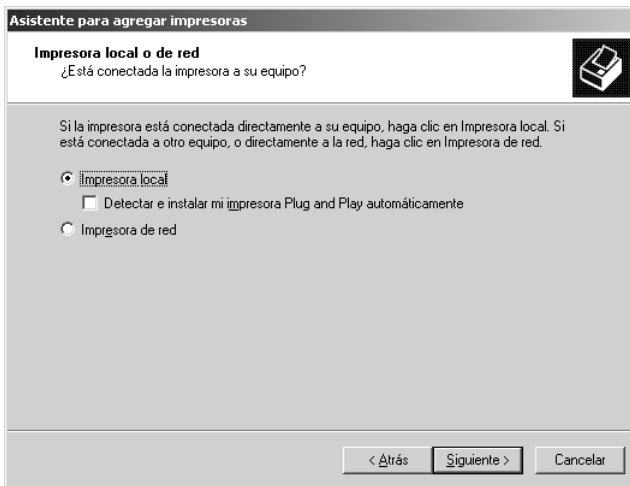 Asistente para agregar impresoras
Impresora local o de red
¿Está conectada la impresora a su equipo?
Si la impresora está conectada directamente a su equipo, haga clic en Impresora local. Si
está conectada a otro equipo, o directamente a la red, haga clic en Impresora de red.
Impresora local
Detectar e instalar mi impresora Plug and Play automáticamente
Impresora de red
< Atrás
Siguiente >
Cancelar